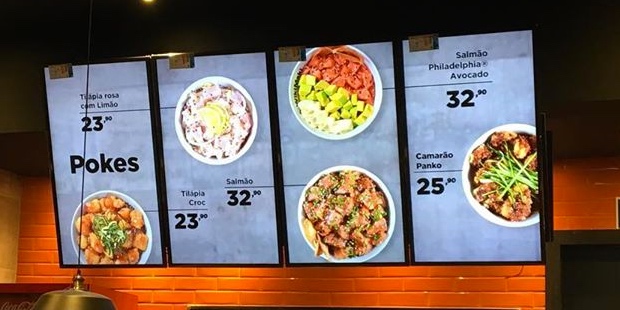 Tilápia rosa
com Limão
23,90
Pokes
Tilápia
Croc
23,90
Salmão
32,90
Salmão
Philadelphia®
Avocado
32,90
Camarão
Panko
25,90